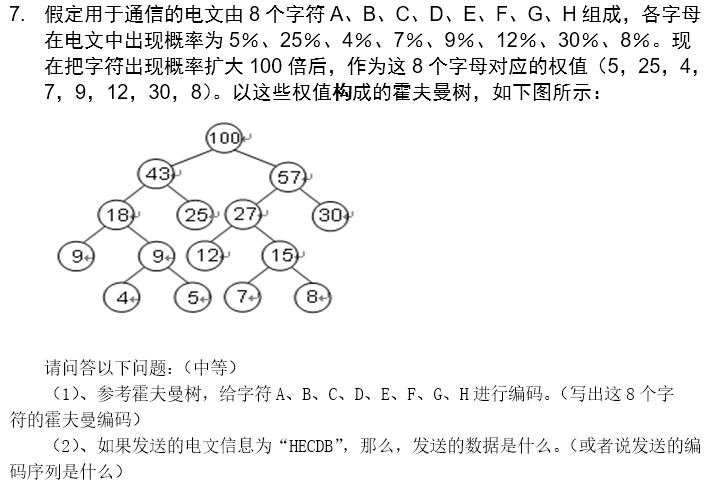 7. 假定用于通信的电文由 8 个字符 A、B、C、D、E、F、G、H 组成，各字母
在电文中出现概率为 5%、25%、4%、7%、9%、12%、30%、8%。现
在把字符出现概率扩大 100 倍后，作为这 8 个字母对应的权值（5，25，4，
7，9，12，30，8）。以这些权值构成的霍夫曼树，如下图所示：
100
43 57
18 25 27 30
9 9 12 15
4 5 7 8
请问答以下问题：（中等）
（1）、参考霍夫曼树，给字符 A、B、C、D、E、F、G、H 进行编码。（写出这 8 个字
符的霍夫曼编码）
（2）、如果发送的电文信息为“HECDB”，那么，发送的数据是什么。（或者说发送的编
码序列是什么）